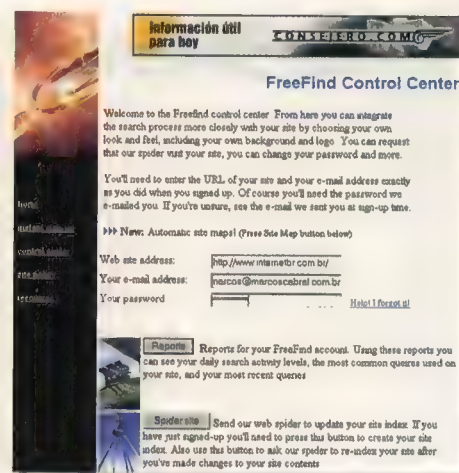 Información útil
para hoy
CONSEJERO.COM
FreeFind Control Center
Welcome to the FreeFind control center. From here you can integrate
the search process more closely with your site by choosing your own
look and feel, including your own background and logo. You can request
that our spider visit your site, you can change your password and more.
You'll need to enter the URL of your site and your e-mail address exactly
as you did when you signed up. Of course you'll need the password we
e-mailed you. If you're unsure, see the e-mail we sent you at sign-up time.
New: Automatic site maps! (Press Site Map button below)
Web site address: http://www.internetbr.com.br/
Your e-mail address: marcos@marcoscabral.com.br
Your password Help! I forgot it!
home
Reports Reports for your FreeFind account. Using these reports you
can see your daily search activity levels, the most common queires used on
your site, and your most recent queries
Spider site Send our web spider to update your site index. If you
have just signed-up you'll need to press this button to create your site
index. Also use this button to ask our spider to re-index your site after
you've made changes to your site contents